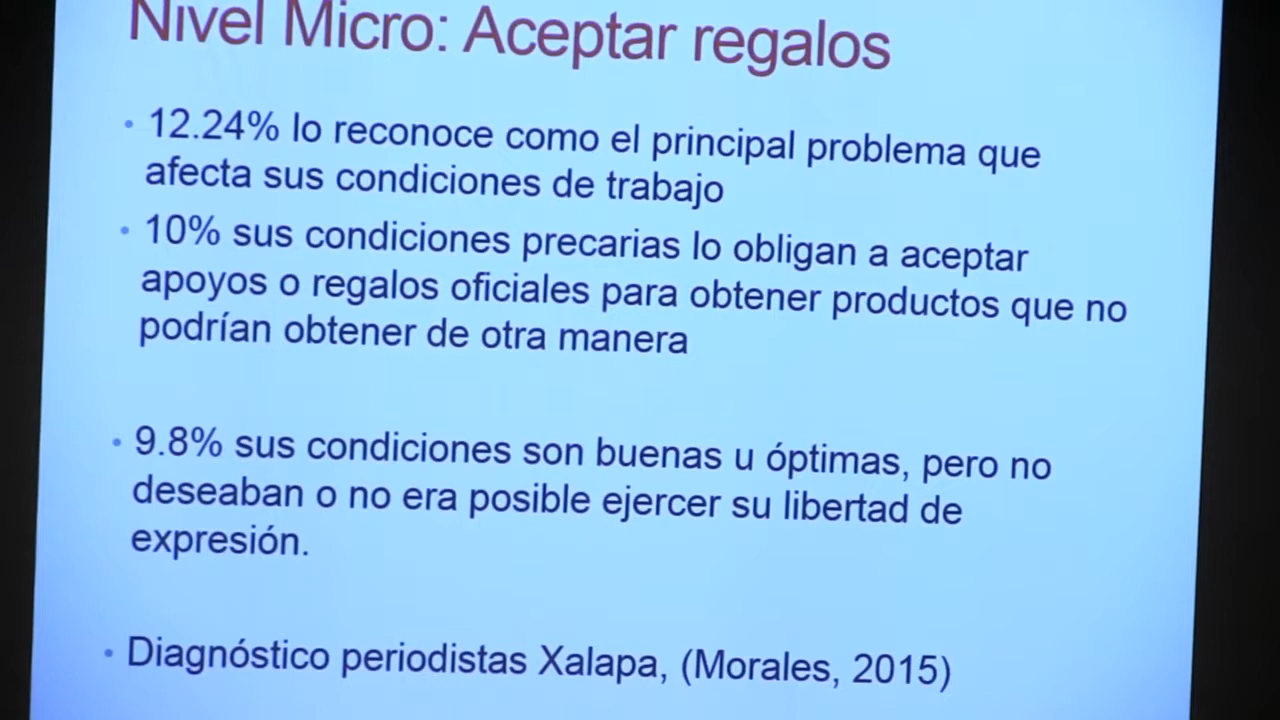 Nivel Micro: Aceptar regalos
• 12.24% lo reconoce como el principal problema que
afecta sus condiciones de trabajo
• 10% sus condiciones precarias lo obligan a aceptar
apoyos o regalos oficiales para obtener productos que no
podrían obtener de otra manera
• 9.8% sus condiciones son buenas u óptimas, pero no
deseaban o no era posible ejercer su libertad de
expresión.
• Diagnóstico periodistas Xalapa, (Morales, 2015)